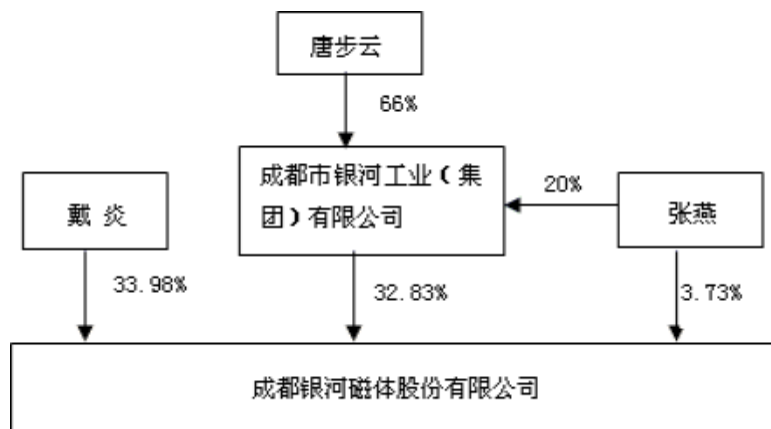 唐步云
66%
成都市银河工业（集
团）有限公司
20%
戴 炎
张燕
33.98%
32.83%
3.73%
成都银河磁体股份有限公司